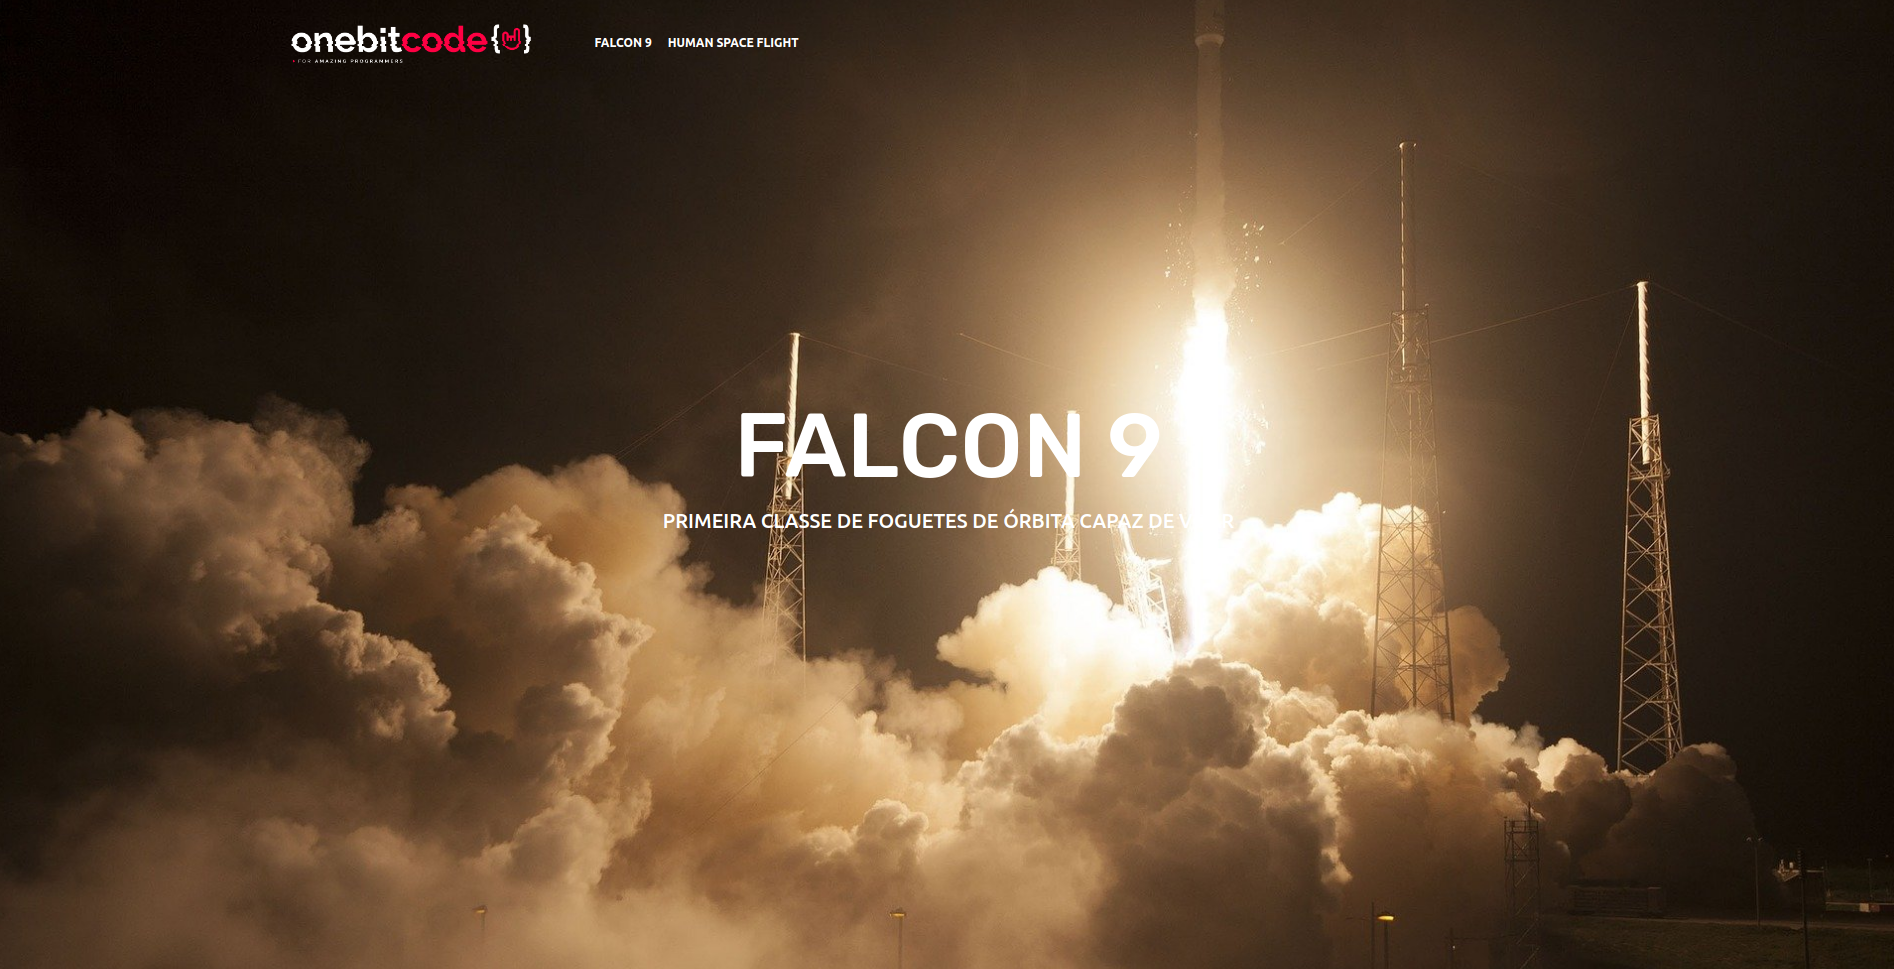 onebitcode{}
FOR AMAZING PROGRAMMERS
FALCON 9 HUMAN SPACE FLIGHT
FALCON 9
PRIMEIRA CLASSE DE FOGUETES DE ÓRBITA CAPAZ DE